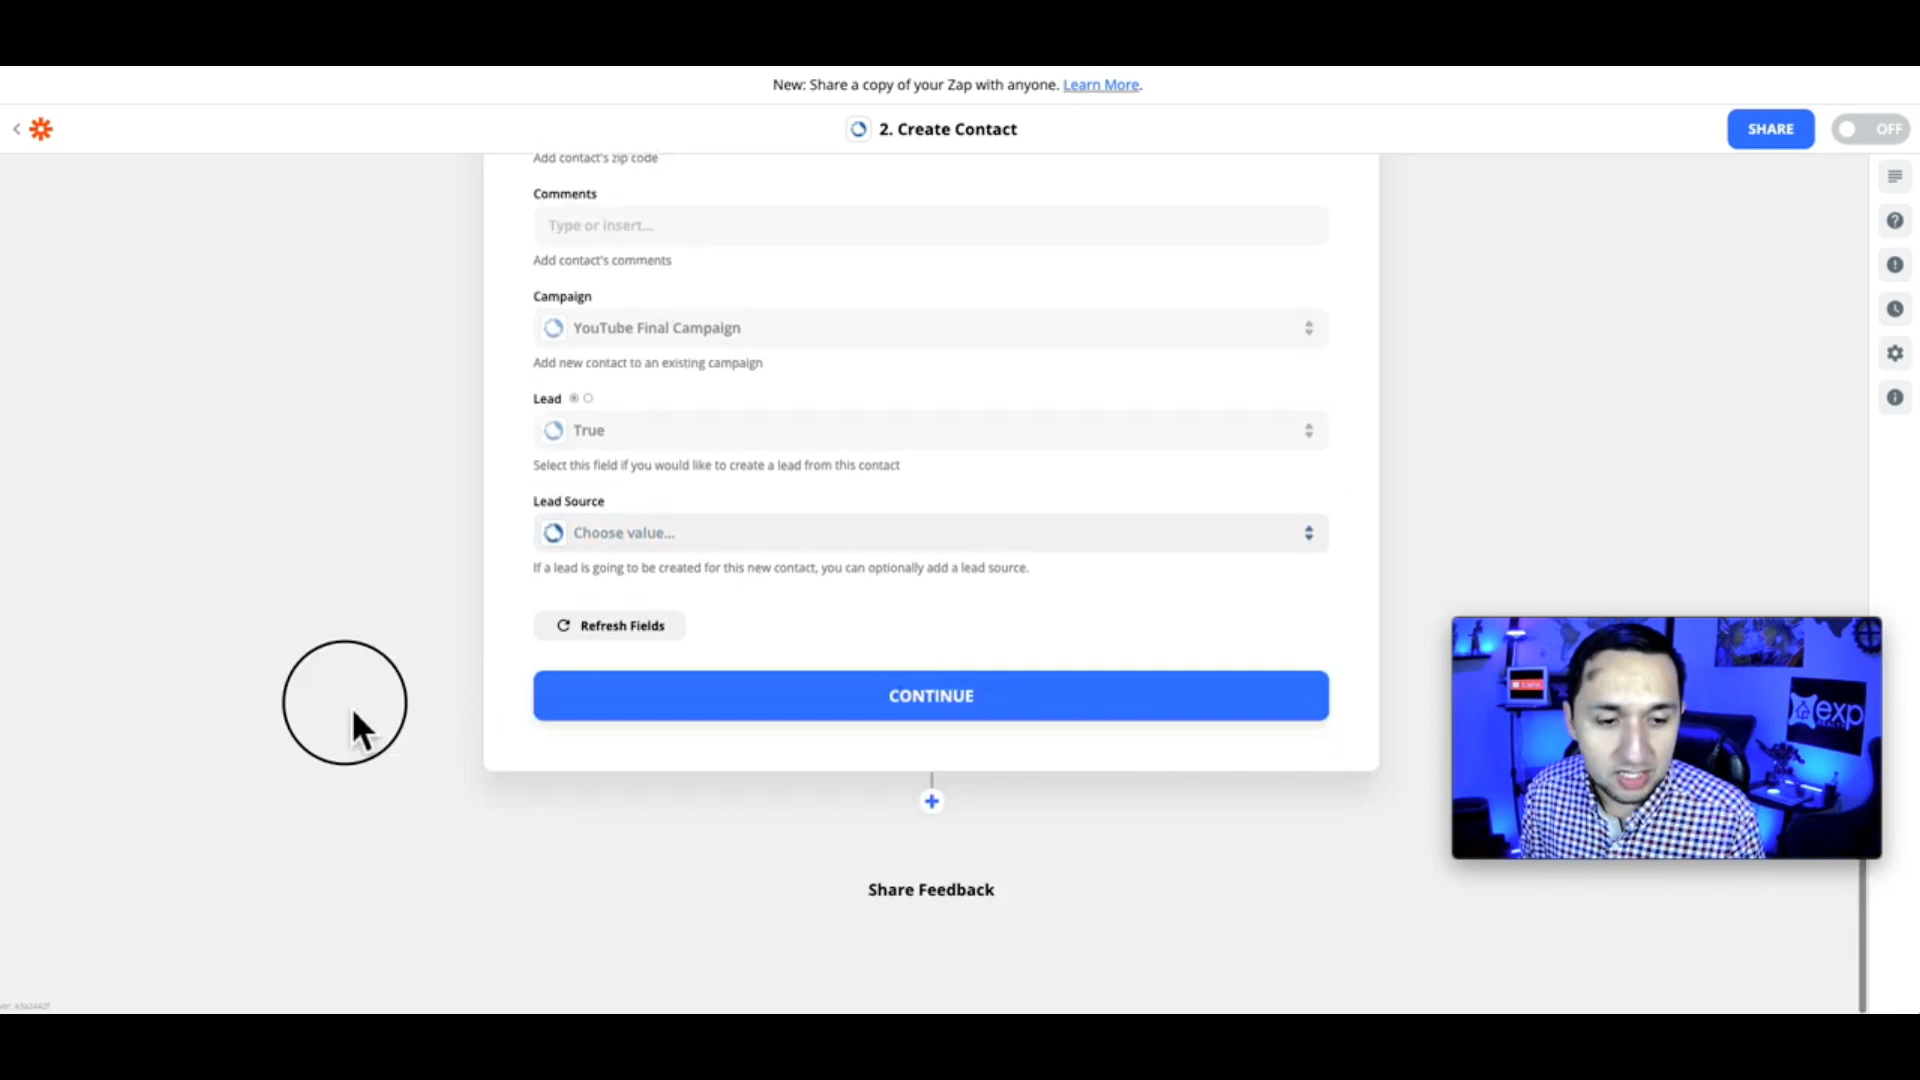 New: Share a copy of your Zap with anyone. Learn More.
2. Create Contact
SHARE
OFF
Add contact's zip code
Comments
Type or insert...
Add contact's comments
Campaign
YouTube Final Campaign
Add new contact to an existing campaign
Lead
True
Select this field if you would like to create a lead from this contact
Lead Source
Choose value...
If a lead is going to be created for this new contact, you can optionally add a lead source.
Refresh Fields
CONTINUE
exp
Share Feedback